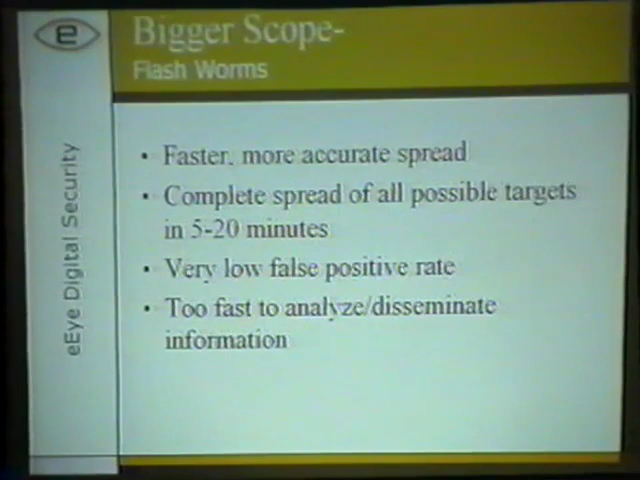 e
Bigger Scope-
Flash Worms
eEye Digital Security
• Faster, more accurate spread
• Complete spread of all possible targets
in 5-20 minutes
• Very low false positive rate
• Too fast to analyze/disseminate
information